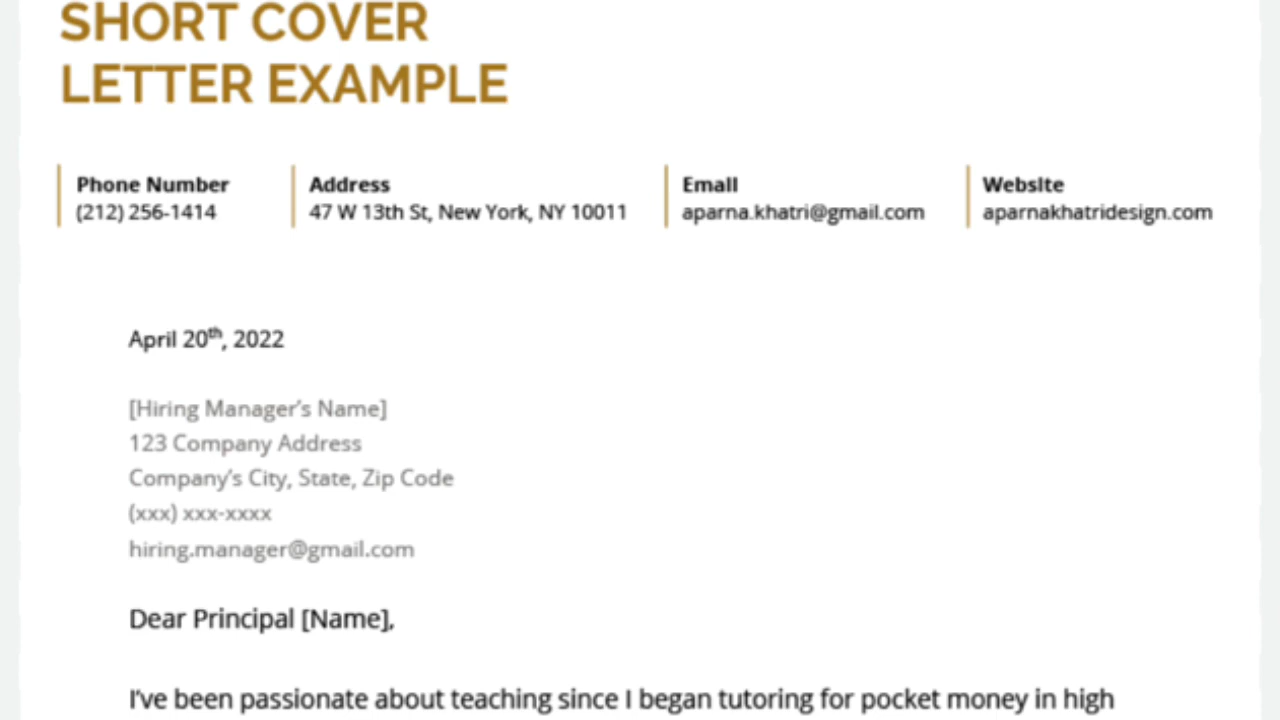 SHORT COVER
LETTER EXAMPLE
Phone Number
(212) 256-1414
Address
47 W 13th St, New York, NY 10011
Email
aparna.khatri@gmail.com
Website
aparnakhatridesign.com
April 20th, 2022
[Hiring Manager’s Name]
123 Company Address
Company’s City, State, Zip Code
(xxx) xxx-xxxx
hiring.manager@gmail.com
Dear Principal [Name],
I’ve been passionate about teaching since I began tutoring for pocket money in high